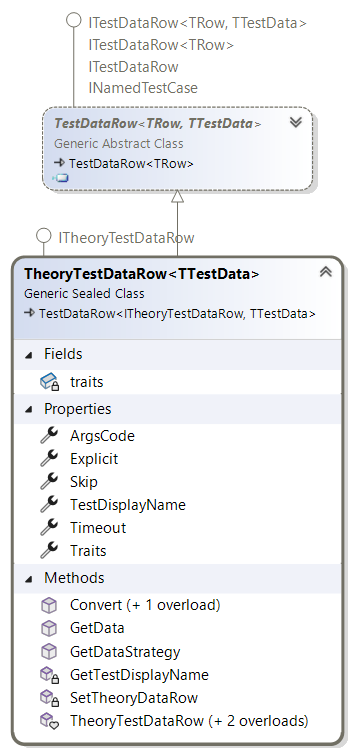 ITestDataRow<TRow, TTestData>
ITestDataRow<TRow>
ITestDataRow
INamedTestCase
TestDataRow<TRow, TTestData>
Generic Abstract Class
TestDataRow<TRow>
ITheoryTestDataRow
TheoryTestDataRow<TTestData>
Generic Sealed Class
TestDataRow<ITheoryTestDataRow, TTestData>
Fields
traits
Properties
ArgsCode
Explicit
Skip
TestDisplayName
Timeout
Traits
Methods
Convert (+ 1 overload)
GetData
GetDataStrategy
GetTestDisplayName
SetTheoryDataRow
TheoryTestDataRow (+ 2 overloads)